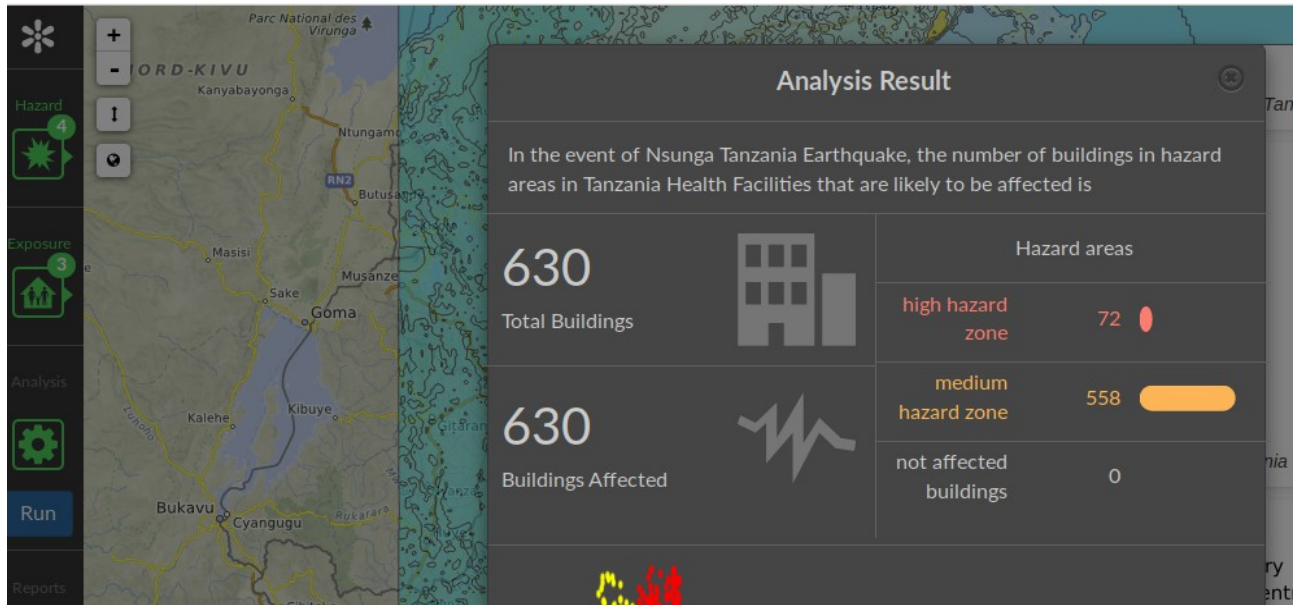 Hazard
4
Exposure
3
Analysis
Run
Reports
+
-
Parc National des
Virunga
NORD-KIVU
Kanyabayonga
Ntungamo
RN2
Masisi
Musanze
Sake
Goma
Luhoho
Kalehe
Kibuye
Bukavu
Cyangugu
Rukarara
Analysis Result
In the event of Nsunga Tanzania Earthquake, the number of buildings in hazard
areas in Tanzania Health Facilities that are likely to be affected is
630
Total Buildings
630
Buildings Affected
Hazard areas
high hazard
zone
72
medium
hazard zone
558
not affected
buildings
0